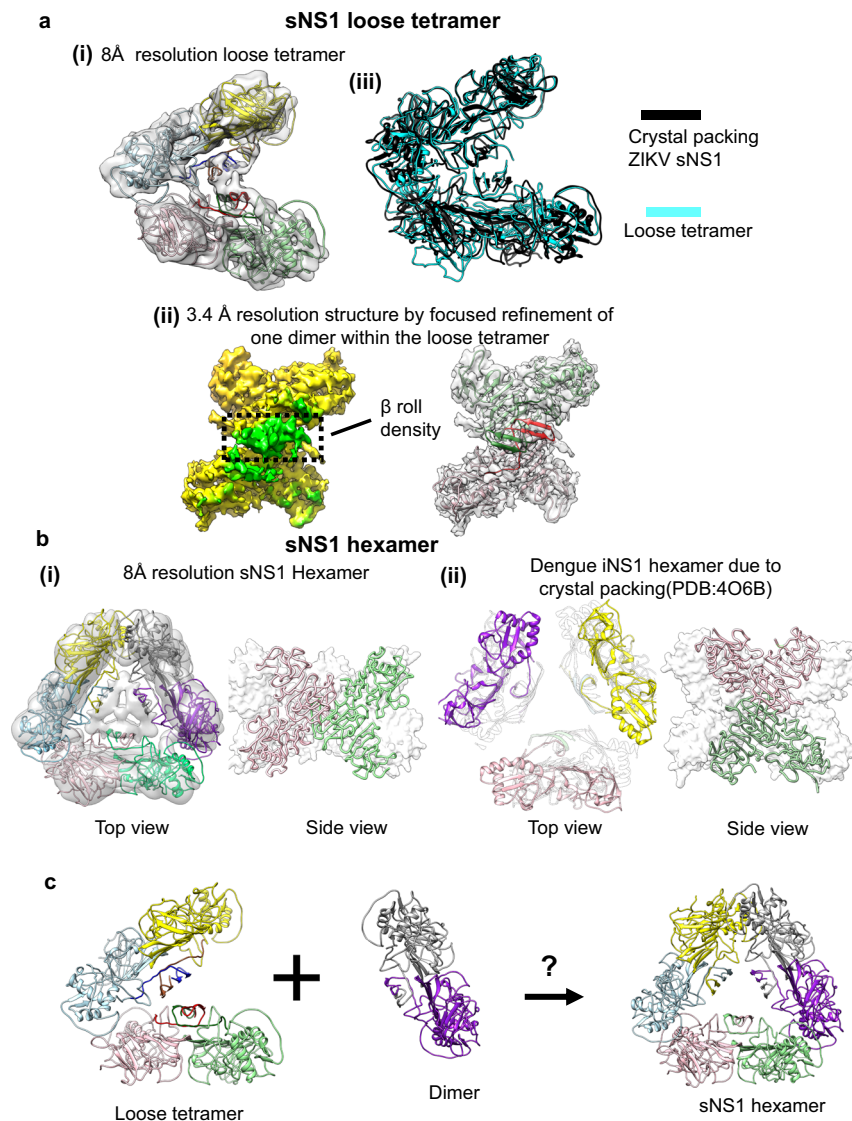 a
sNS1 loose tetramer
(i) 8Å resolution loose tetramer
(iii)
Crystal packing
ZIKV sNS1
Loose tetramer
(ii) 3.4 Å resolution structure by focused refinement of
one dimer within the loose tetramer
β roll
density
b
sNS1 hexamer
(i)
8Å resolution sNS1 Hexamer
(ii)
Dengue iNS1 hexamer due to
crystal packing(PDB:4O6B)
Top view
Side view
Top view
Side view
c
+
?
Loose tetramer
Dimer
sNS1 hexamer